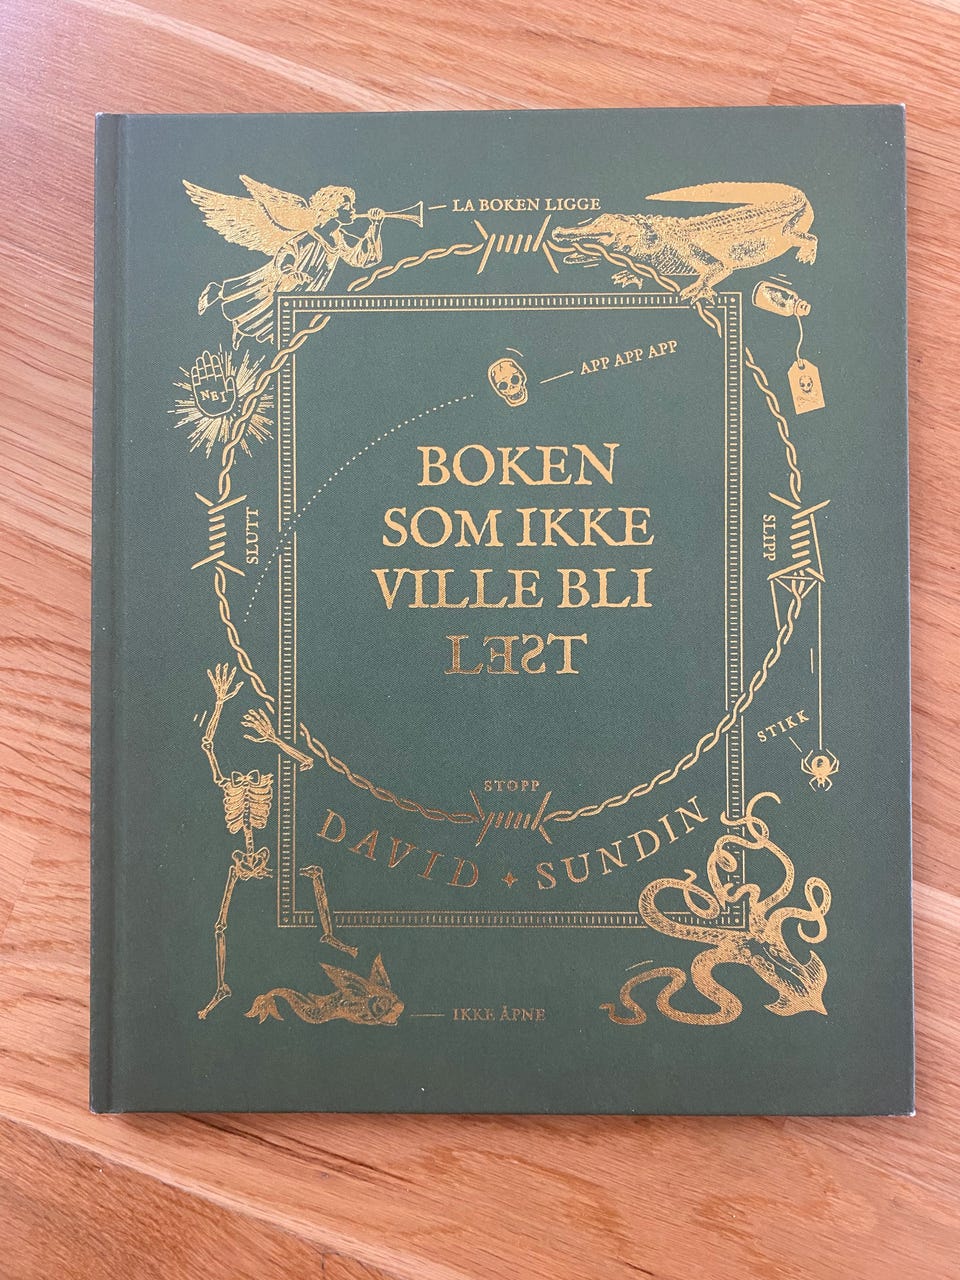 LA BOKEN LIGGE
APP APP APP
NEI
BOKEN
SOM IKKE
VILLE BLI
LEST
SLUTT
SLIPP
STIKK
STOPP
DAVID ✦ SUNDIN
IKKE ÅPNE